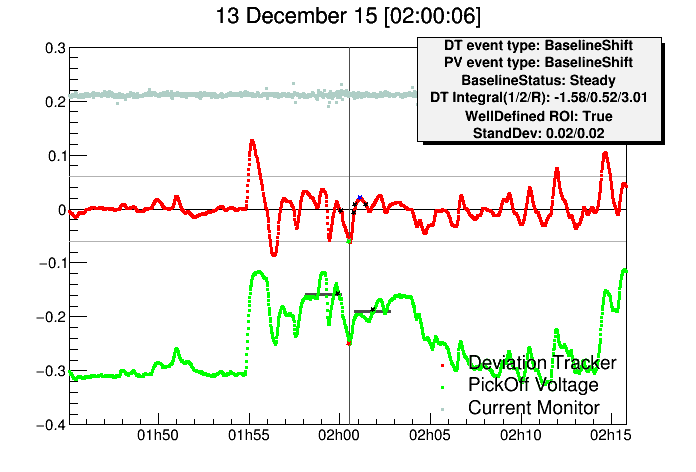 13 December 15 [02:00:06]
DT event type: BaselineShift
PV event type: BaselineShift
BaselineStatus: Steady
DT Integral(1/2/R): -1.58/0.52/3.01
WellDefined ROI: True
StandDev: 0.02/0.02
0.3
0.2
0.1
0
−0.1
−0.2
−0.3
−0.4
Deviation Tracker
PickOff Voltage
Current Monitor
01h50 01h55 02h00 02h05 02h10 02h15